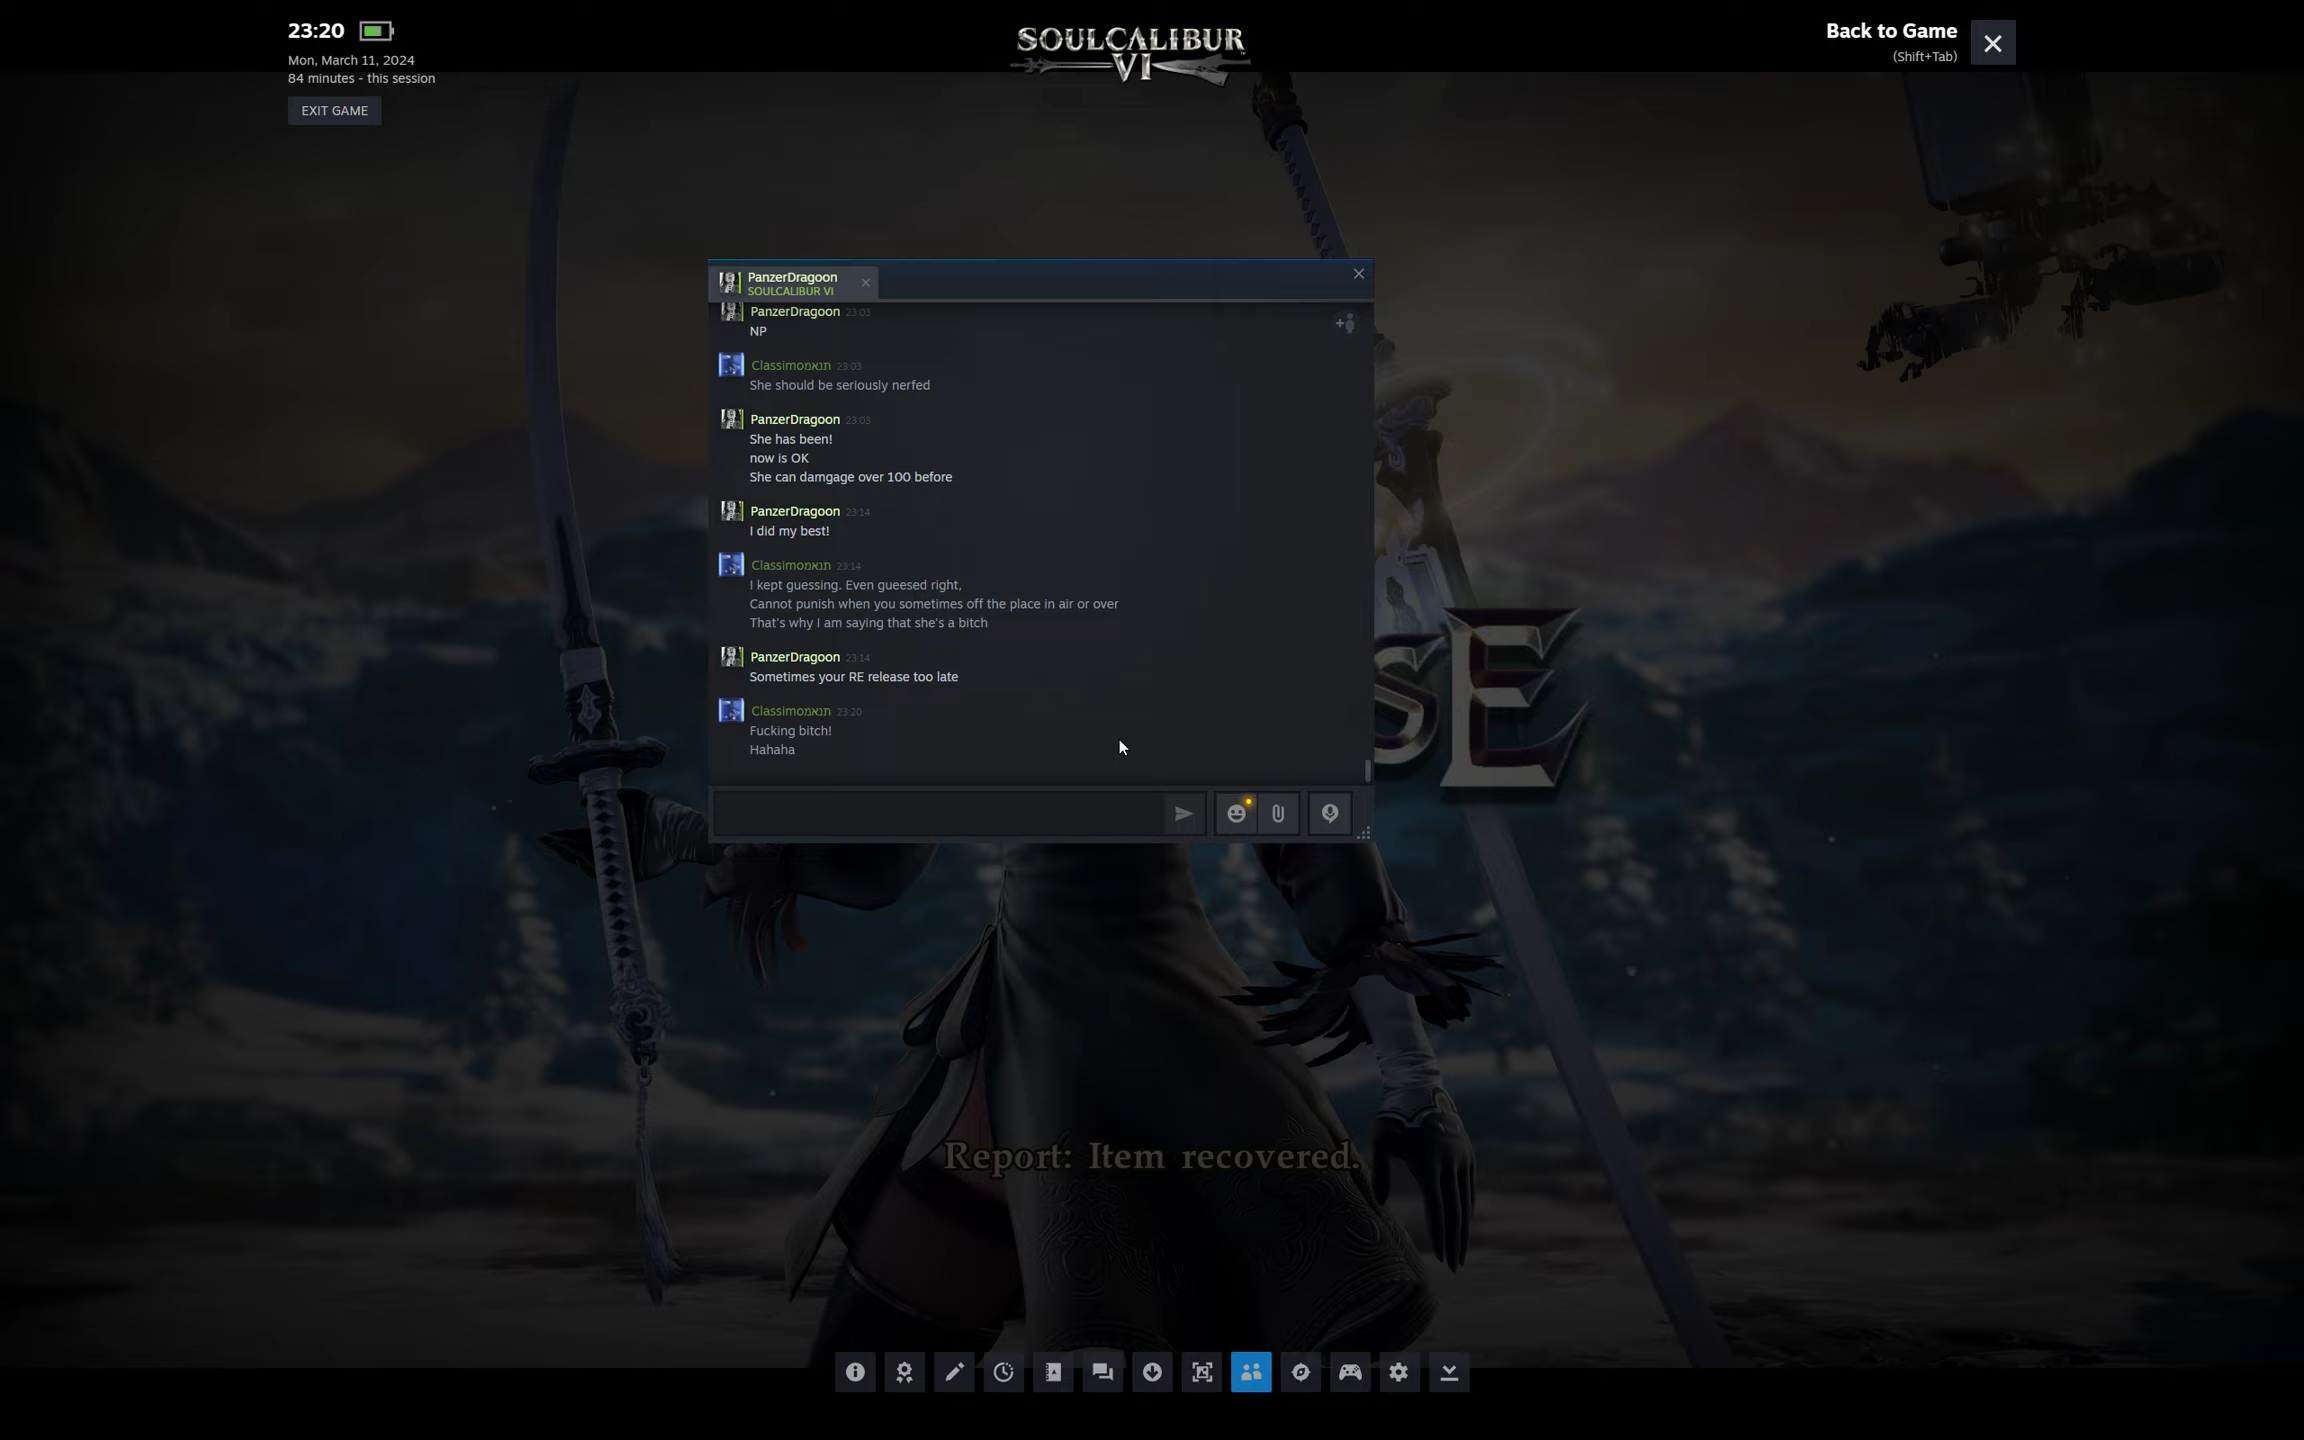 23:20
Mon, March 11, 2024
84 minutes - this session
EXIT GAME
SOULCALIBUR
VI
Back to Game
(Shift+Tab)
PanzerDragoon
SOULCALIBUR VI
PanzerDragoon 23:03
NP
Classimoתנאמ 23:03
She should be seriously nerfed
PanzerDragoon 23:03
She has been!
now is OK
She can damgage over 100 before
PanzerDragoon 23:14
I did my best!
Classimoתנאמ 23:14
I kept guessing. Even gueesed right,
Cannot punish when you sometimes off the place in air or over
That's why I am saying that she's a bitch
PanzerDragoon 23:14
Sometimes your RE release too late
Classimoתנאמ 23:20
Fucking bitch!
Hahaha
SE
Report: Item recovered.